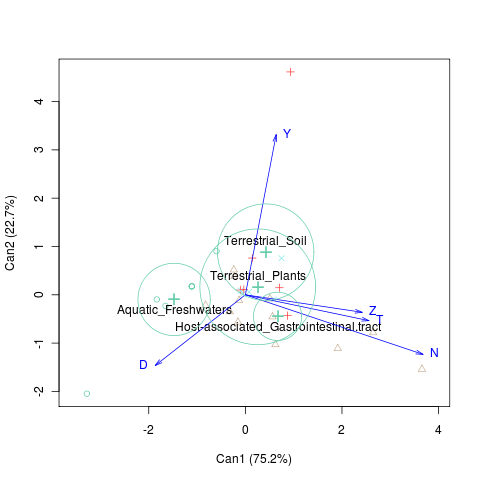 Y
Terrestrial_Soil
Terrestrial_Plants
Aquatic_Freshwaters
Z
T
Host-associated_Gastrointestinal,tract
N
D
4
3
2
1
0
-1
-2
-2
0
2
4
Can1 (75.2%)
Can2 (22.7%)